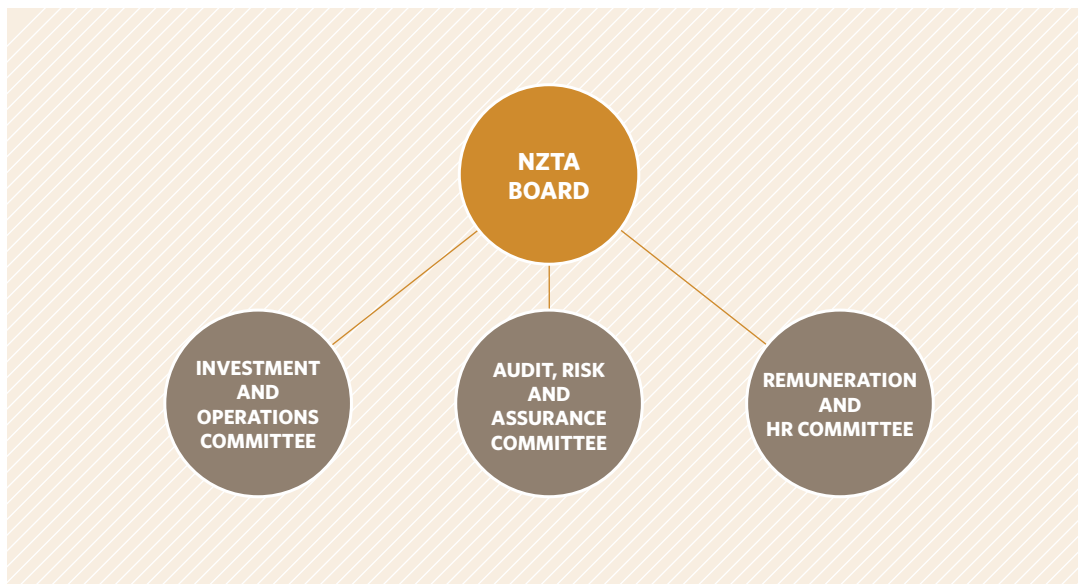 NZTA
BOARD
INVESTMENT
AND
OPERATIONS
COMMITTEE
AUDIT, RISK
AND
ASSURANCE
COMMITTEE
REMUNERATION
AND
HR COMMITTEE